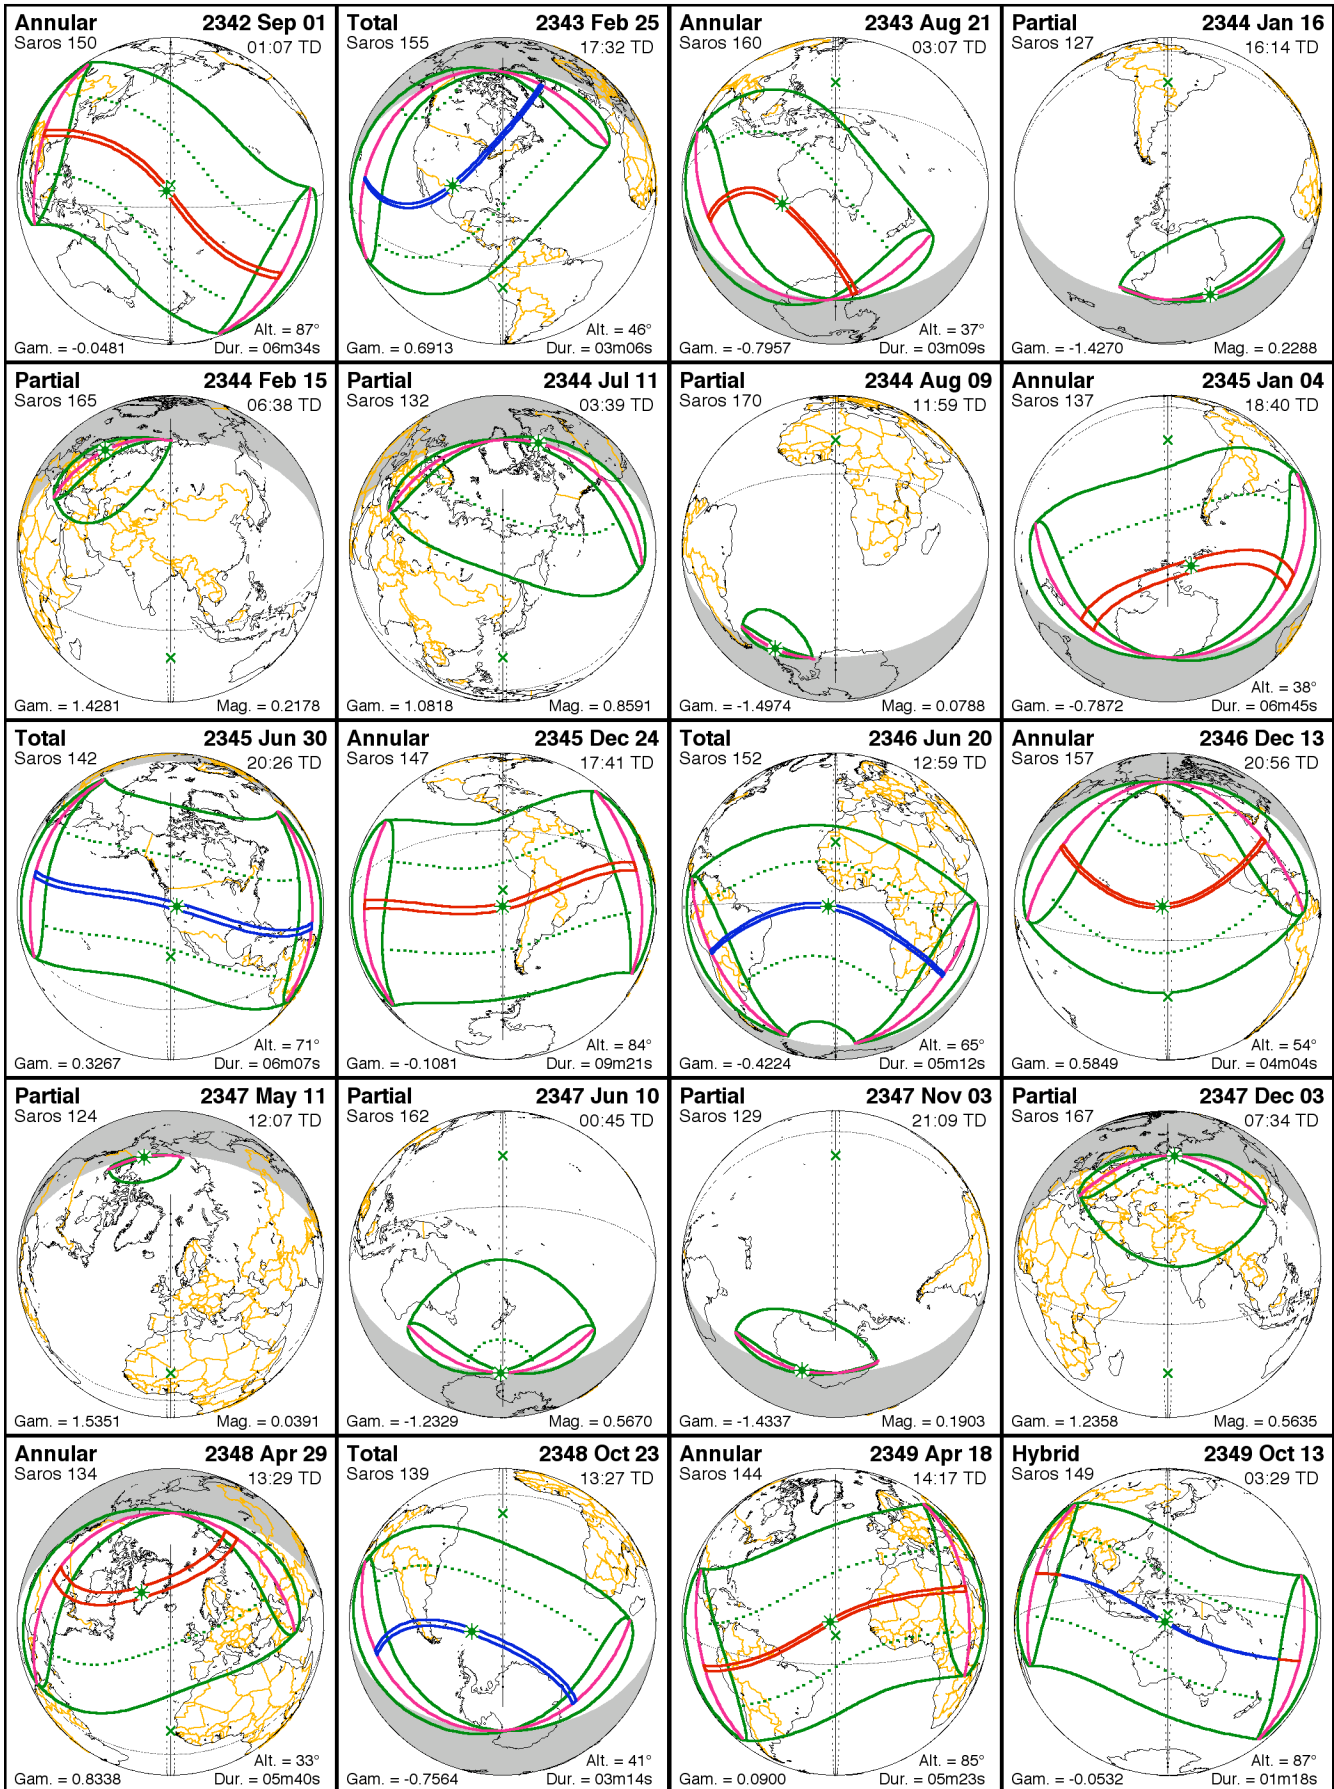 Annular 2342 Sep 01
Saros 150 01:07 TD
Alt. = 87°
Gam. = -0.0481 Dur. = 06m34s
Total 2343 Feb 25
Saros 155 17:32 TD
Alt. = 46°
Gam. = 0.6913 Dur. = 03m06s
Annular 2343 Aug 21
Saros 160 03:07 TD
Alt. = 37°
Gam. = -0.7957 Dur. = 03m09s
Partial 2344 Jan 16
Saros 127 16:14 TD
Gam. = -1.4270 Mag. = 0.2288
Partial 2344 Feb 15
Saros 165 06:38 TD
Gam. = 1.4281 Mag. = 0.2178
Partial 2344 Jul 11
Saros 132 03:39 TD
Gam. = 1.0818 Mag. = 0.8591
Partial 2344 Aug 09
Saros 170 11:59 TD
Gam. = -1.4974 Mag. = 0.0788
Annular 2345 Jan 04
Saros 137 18:40 TD
Alt. = 38°
Gam. = -0.7872 Dur. = 06m45s
Total 2345 Jun 30
Saros 142 20:26 TD
Alt. = 71°
Gam. = 0.3267 Dur. = 06m07s
Annular 2345 Dec 24
Saros 147 17:41 TD
Alt. = 84°
Gam. = -0.1081 Dur. = 09m21s
Total 2346 Jun 20
Saros 152 12:59 TD
Alt. = 65°
Gam. = -0.4224 Dur. = 05m12s
Annular 2346 Dec 13
Saros 157 20:56 TD
Alt. = 54°
Gam. = 0.5849 Dur. = 04m04s
Partial 2347 May 11
Saros 124 12:07 TD
Gam. = 1.5351 Mag. = 0.0391
Partial 2347 Jun 10
Saros 162 00:45 TD
Gam. = -1.2329 Mag. = 0.5670
Partial 2347 Nov 03
Saros 129 21:09 TD
Gam. = -1.4337 Mag. = 0.1903
Partial 2347 Dec 03
Saros 167 07:34 TD
Gam. = 1.2358 Mag. = 0.5635
Annular 2348 Apr 29
Saros 134 13:29 TD
Alt. = 33°
Gam. = 0.8338 Dur. = 05m40s
Total 2348 Oct 23
Saros 139 13:27 TD
Alt. = 41°
Gam. = -0.7564 Dur. = 03m14s
Annular 2349 Apr 18
Saros 144 14:17 TD
Alt. = 85°
Gam. = 0.0900 Dur. = 05m23s
Hybrid 2349 Oct 13
Saros 149 03:29 TD
Alt. = 87°
Gam. = -0.0532 Dur. = 01m18s